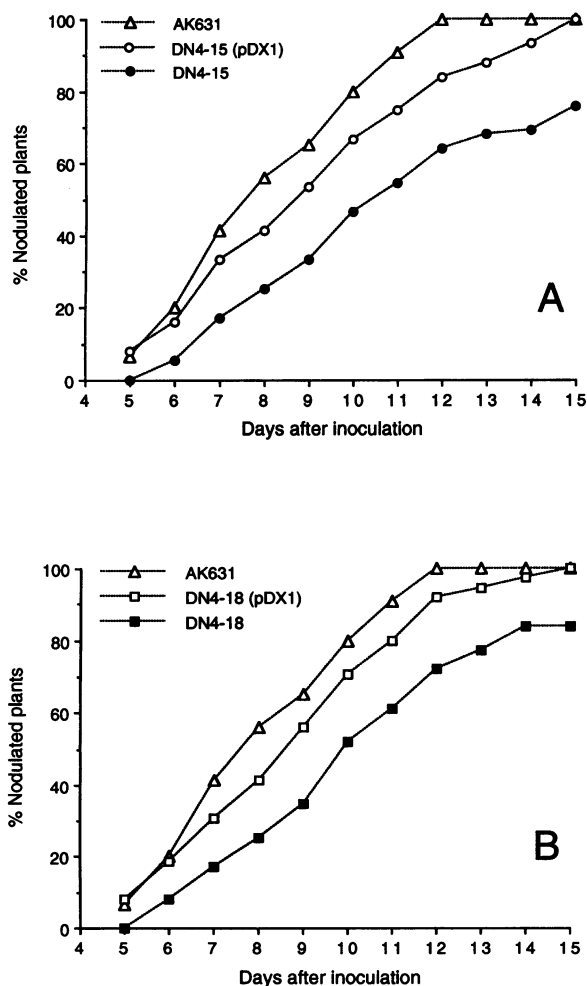 100
80
60
40
20
0
% Nodulated plants
AK631
DN4-15 (pDX1)
DN4-15
A
4 5 6 7 8 9 10 11 12 13 14 15
Days after inoculation
100
80
60
40
20
0
% Nodulated plants
AK631
DN4-18 (pDX1)
DN4-18
B
4 5 6 7 8 9 10 11 12 13 14 15
Days after inoculation